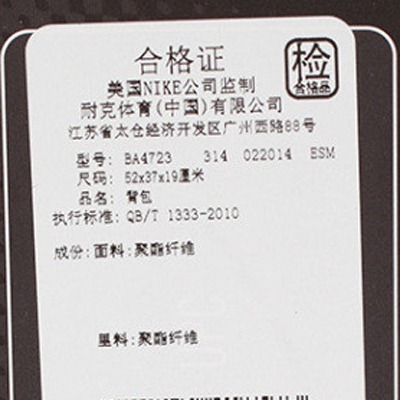 合格证
检
合格品
美国NIKE公司监制
耐克体育(中国)有限公司
江苏省太仓经济开发区广州西路88号
型号: BA4723 314 022014 ESM
尺码: 52x37x19厘米
品名: 背包
执行标准: QB/T 1333-2010
成份: 面料: 聚酯纤维
里料: 聚酯纤维